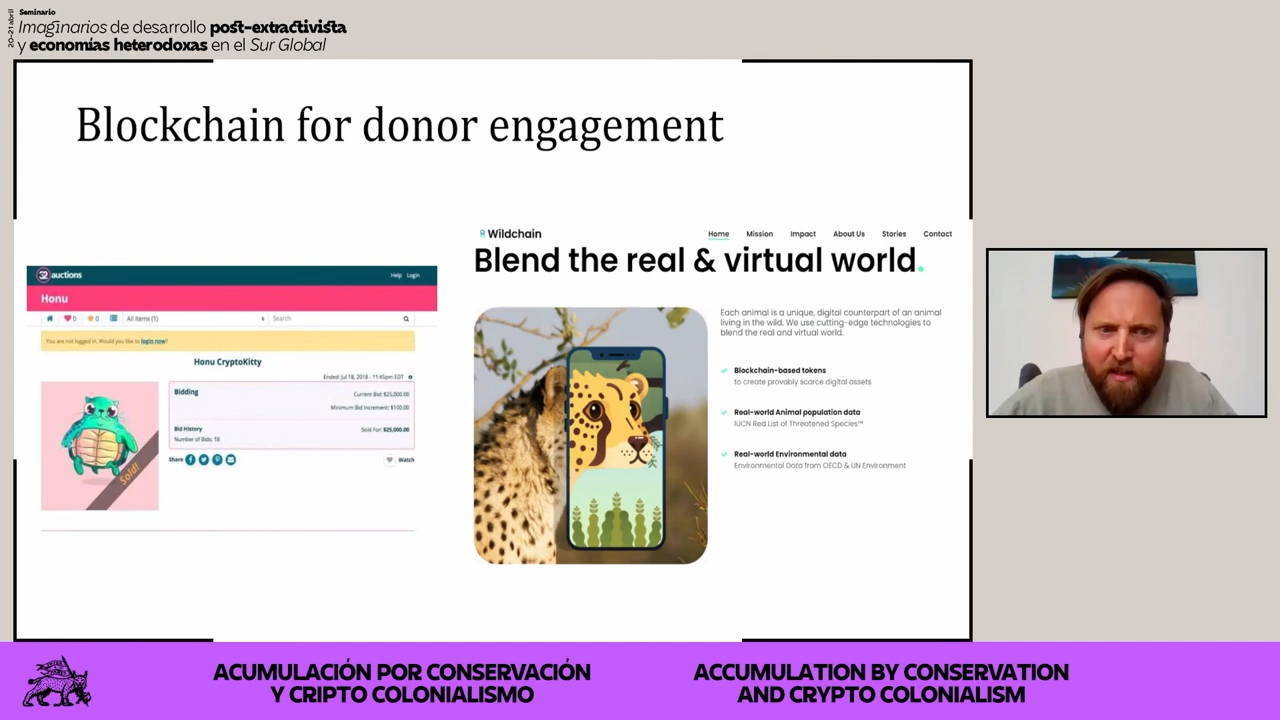 20-21 abril
Seminario
Imaginarios de desarrollo post-extractivista
y economías heterodoxas en el Sur Global
Blockchain for donor engagement
32 auctions
Help Login
Honu
0 0 All items (1) Search
You are not logged in. Would you like to login now?
Honu CryptoKitty
Ended: Jul 18, 2018 - 11:45pm EDT
Bidding
Current Bid: $25,000.00
Minimum Bid Increment: $100.00
Bid History
Sold For: $25,000.00
Number of Bids: 18
Sold!
Share
Watch
Wildchain
Home Mission Impact About Us Stories Contact
Blend the real & virtual world.
Each animal is a unique, digital counterpart of an animal
living in the wild. We use cutting-edge technologies to
blend the real and virtual world.
Blockchain-based tokens
to create provably scarce digital assets
Real-world Animal population data
IUCN Red List of Threatened Species™
Real-world Environmental data
Environmental Data from OECD & UN Environment
ACUMULACIÓN POR CONSERVACIÓN
Y CRIPTO COLONIALISMO
ACCUMULATION BY CONSERVATION
AND CRYPTO COLONIALISM